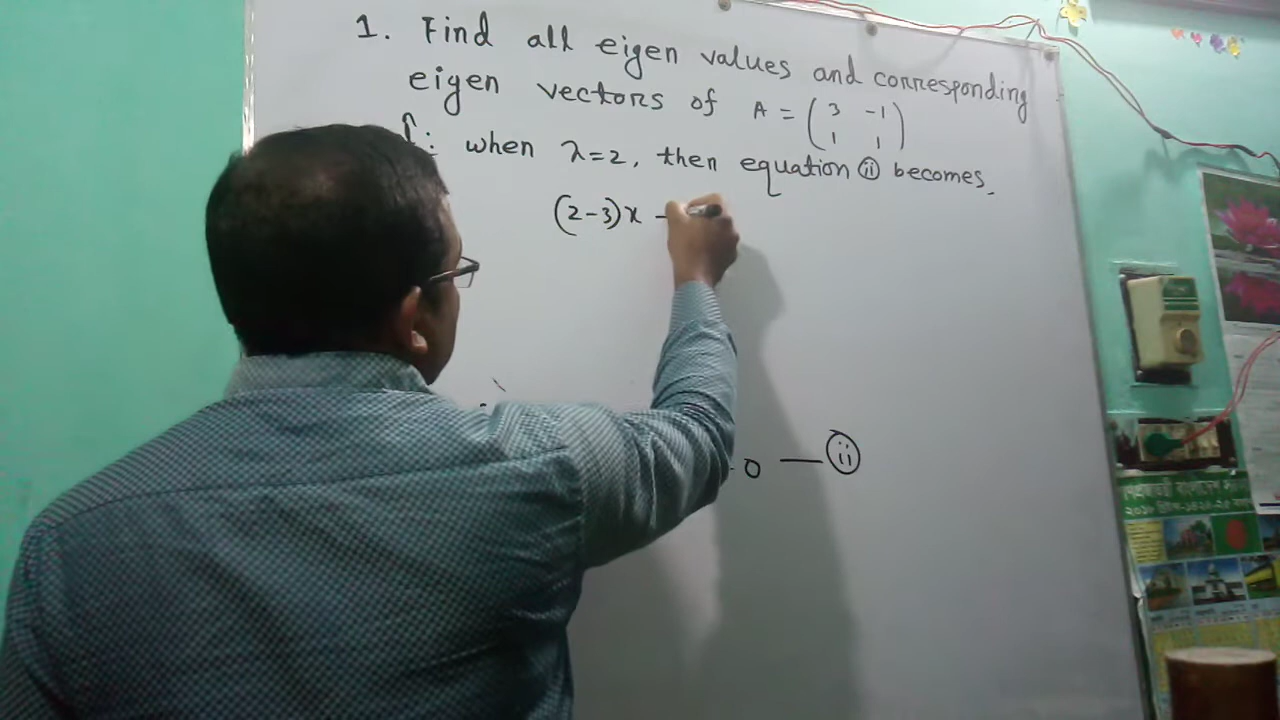 1. Find all eigen values and corresponding
eigen vectors of A = (3 -1
1 1)
: when λ=2, then equation ⓘⓘ becomes,
(2-3)x -
0 — ⓘⓘ